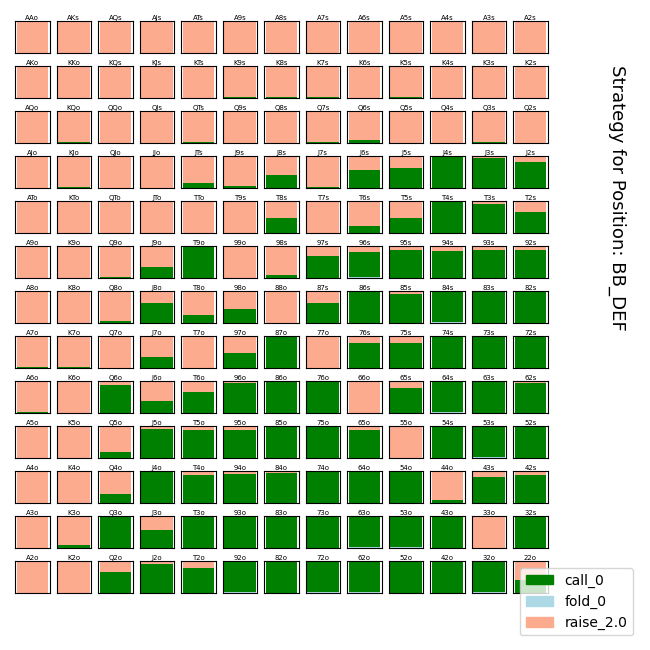 AAo AKs AQs AJs ATs A9s A8s A7s A6s A5s A4s A3s A2s
AKo KKo KQs KJs KTs K9s K8s K7s K6s K5s K4s K3s K2s
AQo KQo QQo QJs QTs Q9s Q8s Q7s Q6s Q5s Q4s Q3s Q2s
AJo KJo QJo JJo JTs J9s J8s J7s J6s J5s J4s J3s J2s
ATo KTo QTo JTo TTo T9s T8s T7s T6s T5s T4s T3s T2s
A9o K9o Q9o J9o T9o 99o 98s 97s 96s 95s 94s 93s 92s
A8o K8o Q8o J8o T8o 98o 88o 87s 86s 85s 84s 83s 82s
A7o K7o Q7o J7o T7o 97o 87o 77o 76s 75s 74s 73s 72s
A6o K6o Q6o J6o T6o 96o 86o 76o 66o 65s 64s 63s 62s
A5o K5o Q5o J5o T5o 95o 85o 75o 65o 55o 54s 53s 52s
A4o K4o Q4o J4o T4o 94o 84o 74o 64o 54o 44o 43s 42s
A3o K3o Q3o J3o T3o 93o 83o 73o 63o 53o 43o 33o 32s
A2o K2o Q2o J2o T2o 92o 82o 72o 62o 52o 42o 32o 22o
Strategy for Position: BB_DEF
call_0
fold_0
raise_2.0